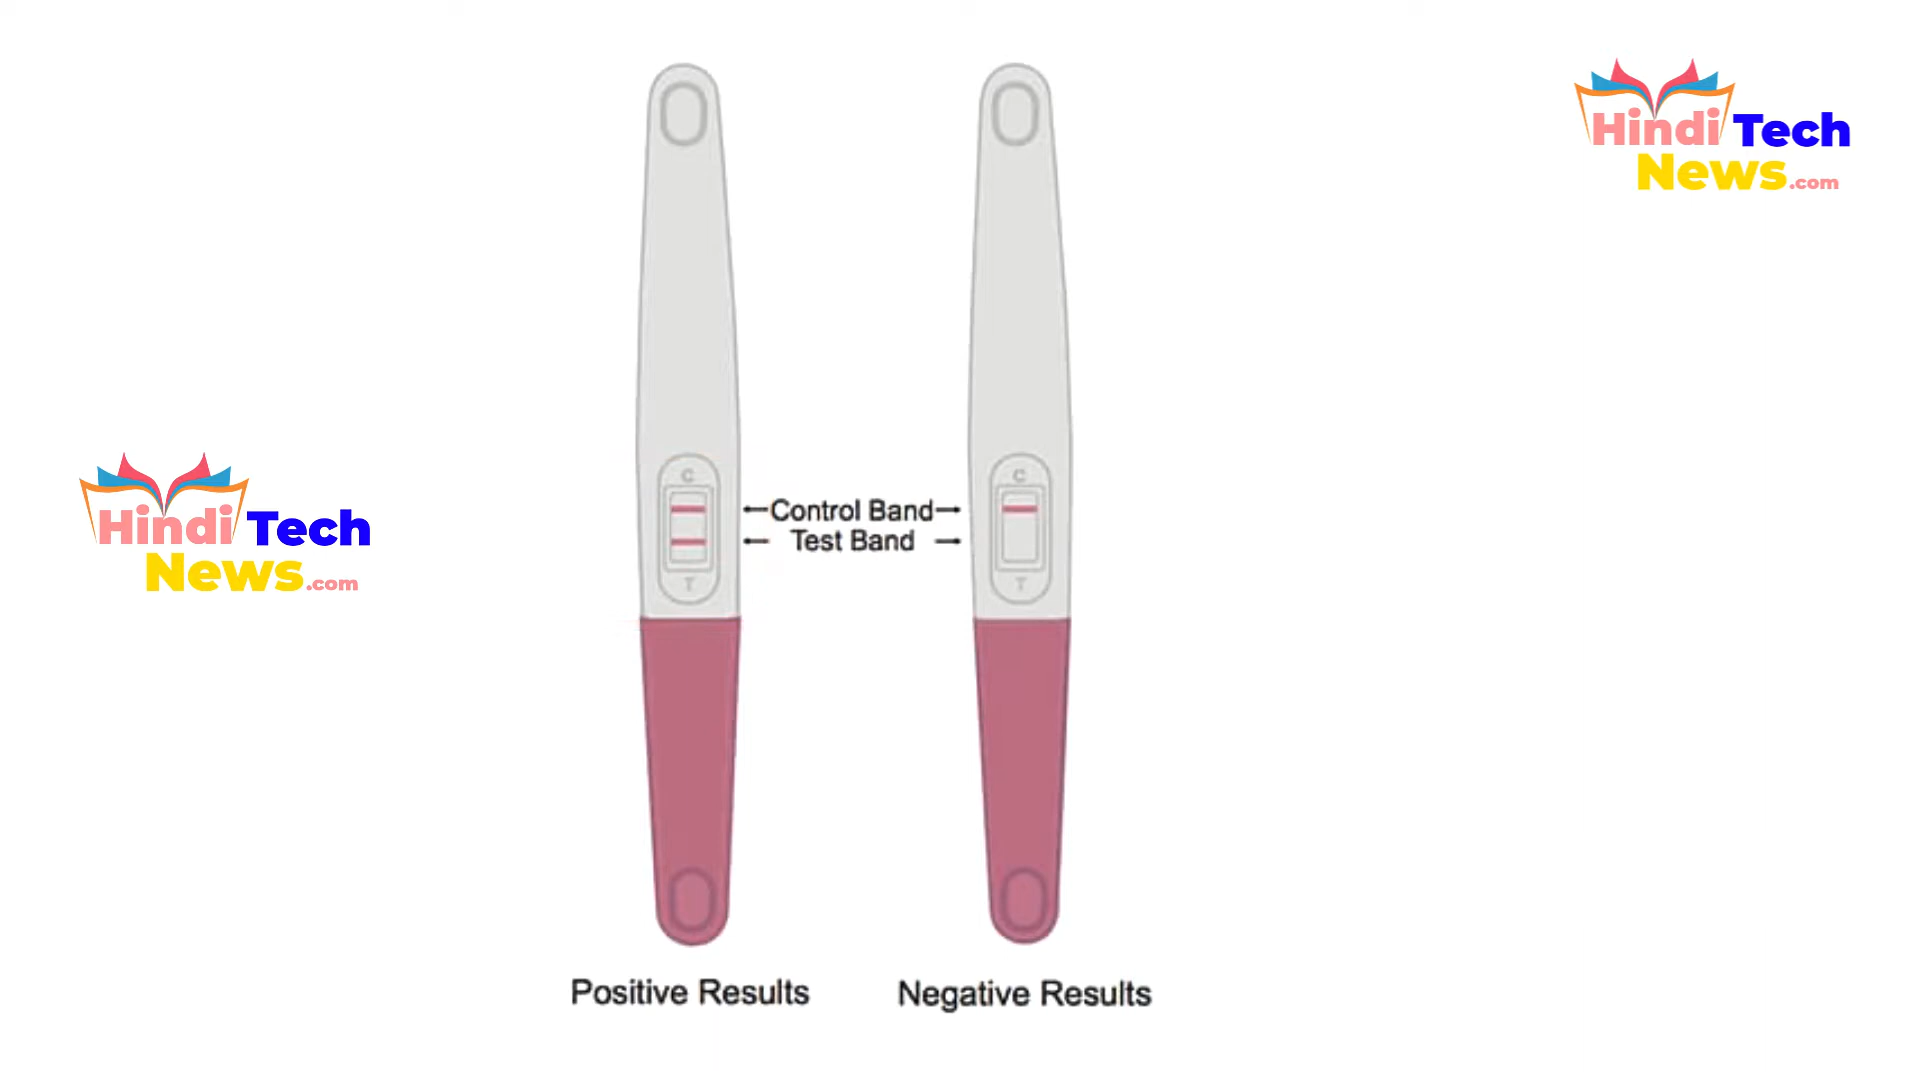 Hindi Tech
News.com
C
C
Hindi Tech
News.com
Control Band
Test Band
T
T
Positive Results
Negative Results